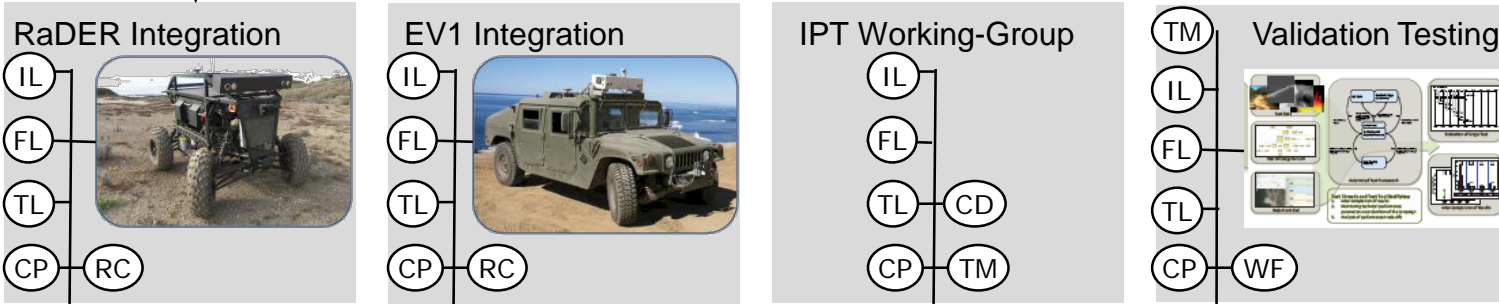 RaDER Integration
IL
FL
TL
CP
RC
EV1 Integration
IL
FL
TL
CP
RC
IPT Working-Group
IL
FL
TL
CD
CP
TM
TM
Validation Testing
IL
FL
TL
CP
WF